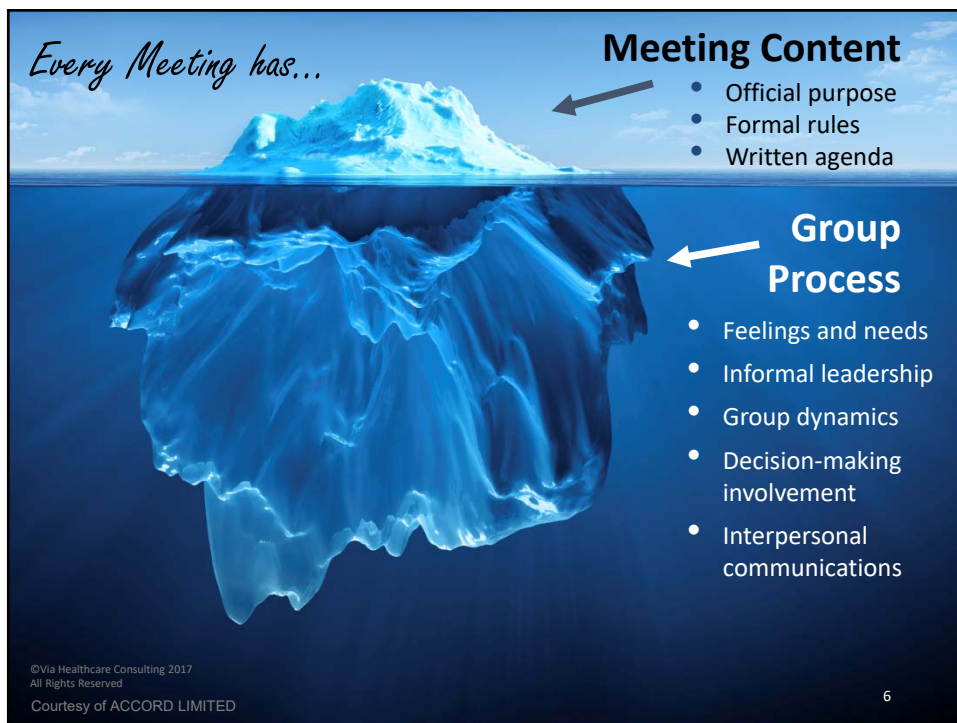 Every Meeting has...
Meeting Content
• Official purpose
• Formal rules
• Written agenda
Group
Process
• Feelings and needs
• Informal leadership
• Group dynamics
• Decision-making
involvement
• Interpersonal
communications
©Via Healthcare Consulting 2017
All Rights Reserved
Courtesy of ACCORD LIMITED
6